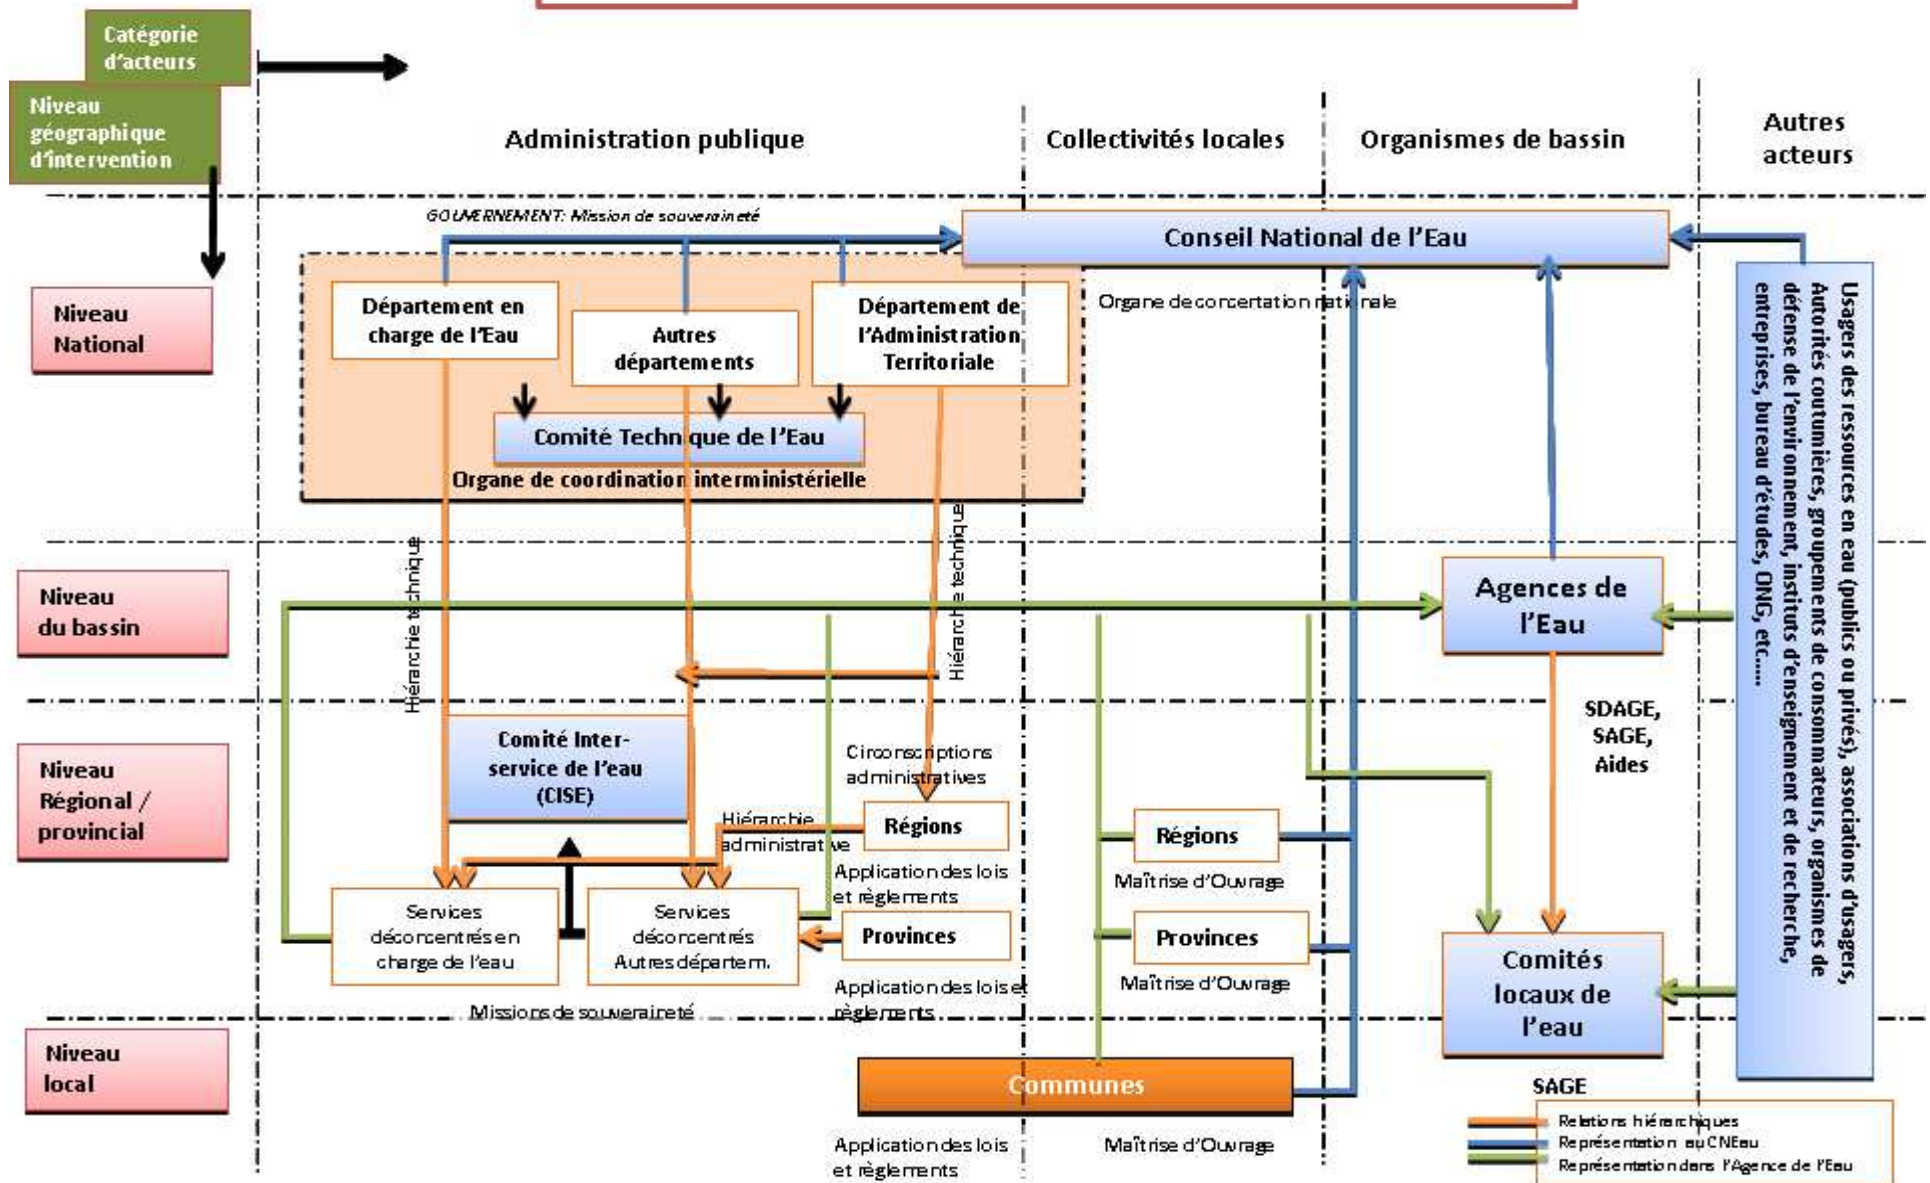 Catégorie
d'acteurs
Niveau
géographique
d'intervention
Administration publique
Collectivités locales
Organismes de bassin
Autres
acteurs
GOUVERNEMENT: Mission de souveraineté
Conseil National de l'Eau
Organe de concertation nationale
Niveau
National
Département en
charge de l'Eau
Autres
départements
Département de
l'Administration
Territoriale
Comité Technique de l'Eau
Organe de coordination interministérielle
Usagers des ressources en eau (publics ou privés), associations d'usagers,
Autorités coutumières, groupements de consommateurs, organismes de
défense de l'environnement, instituts d'enseignement et de recherche,
entreprises, bureau d'études, ONG, etc.....
Hiérarchie technique
Hiérarchie technique
Niveau
du bassin
Agences de
l'Eau
SDAGE,
SAGE,
Aides
Niveau
Régional /
provincial
Comité Inter-
service de l'eau
(CISE)
Circonscriptions
administratives
Hiérarchie
administrative
Régions
Application des lois
et règlements
Régions
Maîtrise d'Ouvrage
Services
déconcentrés en
charge de l'eau
Services
déconcentrés
Autres départem.
Provinces
Application des lois et
règlements
Provinces
Maîtrise d'Ouvrage
Comités
locaux de
l'eau
Missions de souveraineté
Niveau
local
Communes
SAGE
Application des lois
et règlements
Maîtrise d'Ouvrage
Relations hiérarchiques
Représentation au CNEau
Représentation dans l'Agence de l'Eau